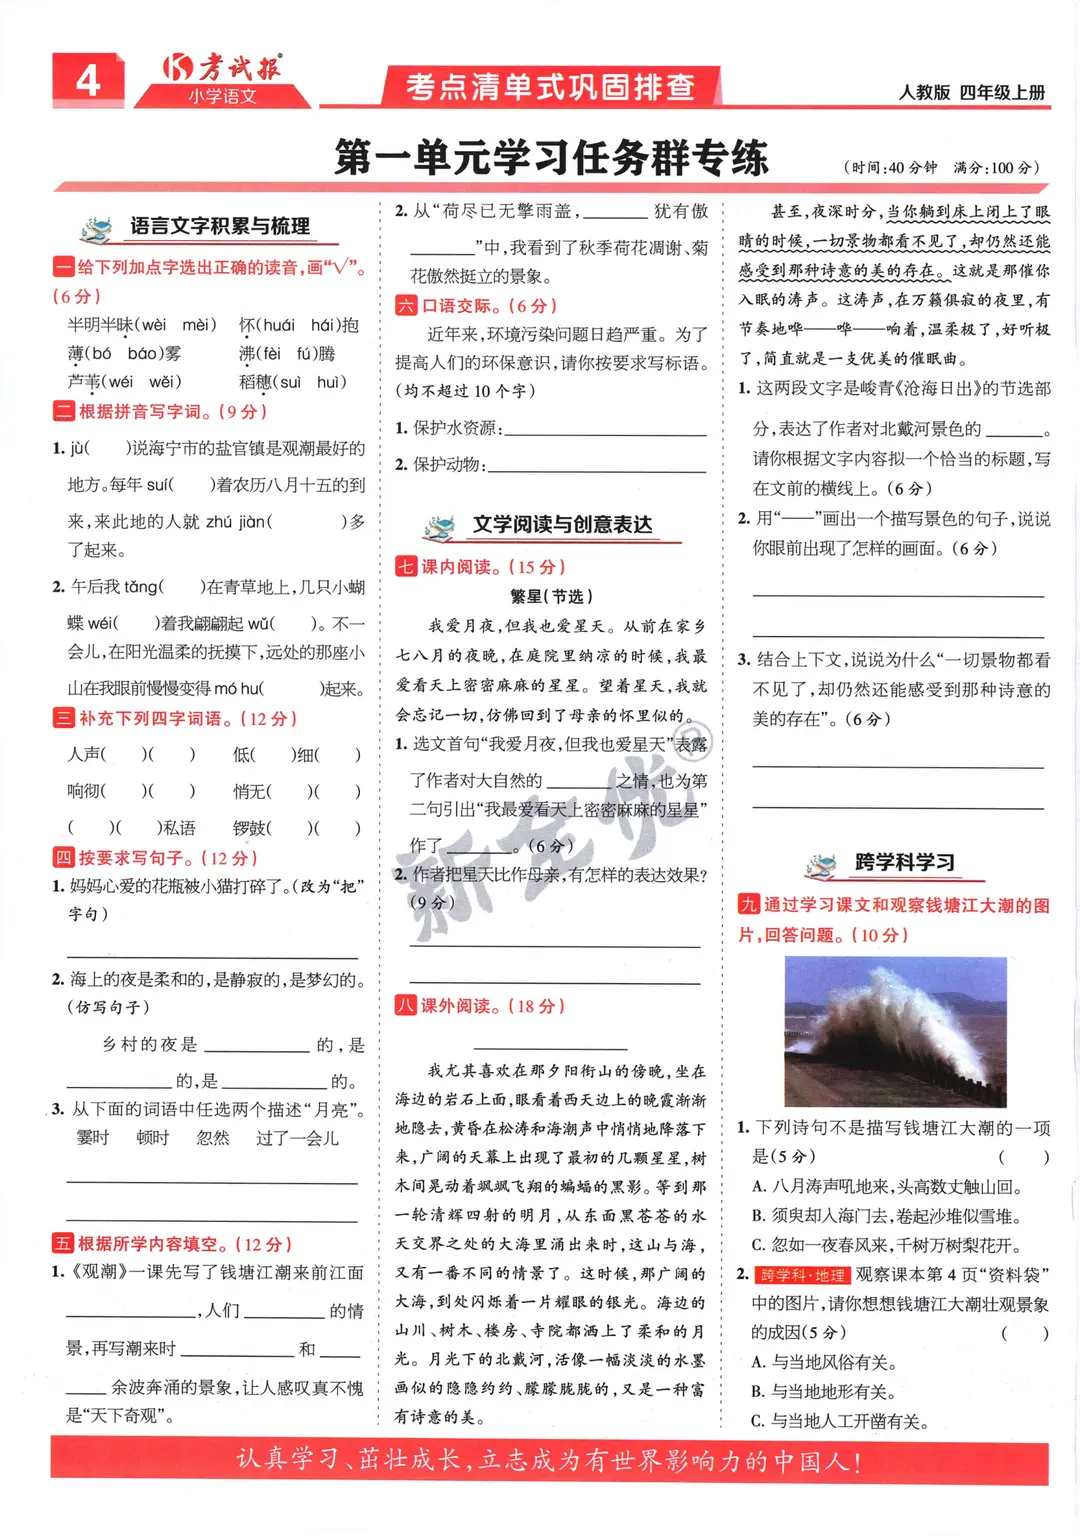 4
考试报
小学语文
考点清单式巩固排查
人教版 四年级上册
第一单元学习任务群专练
(时间:40分钟 满分:100分)
语言文字积累与梳理
一 给下列加点字选出正确的读音,画“√”。
(6分)
半明半昧(wèi mèi) 怀(huái hái)抱
薄(bó báo)雾 沸(fèi fú)腾
芦苇(wéi wěi) 稻穗(suì huì)
二 根据拼音写字词。(9分)
1. jù( )说海宁市的盐官镇是观潮最好的
地方。每年 suí( )着农历八月十五的到
来,来此地的人就 zhú jiàn( )多
了起来。
2. 午后我 tǎng( )在青草地上,几只小蝴
蝶 wéi( )着我翩翩起 wǔ( )。不一
会儿,在阳光温柔的抚摸下,远处的那座小
山在我眼前慢慢变得 mó hu( )起来。
三 补充下列四字词语。(12分)
人声( )( ) 低( )细( )
响彻( )( ) 悄无( )( )
( )( )私语 锣鼓( )( )
四 按要求写句子。(12分)
1. 妈妈心爱的花瓶被小猫打碎了。(改为“把”
字句)
2. 海上的夜是柔和的,是静寂的,是梦幻的。
(仿写句子)
乡村的夜是 的,是
的,是 的。
3. 从下面的词语中任选两个描述“月亮”。
霎时 顿时 忽然 过了一会儿
五 根据所学内容填空。(12分)
1.《观潮》一课先写了钱塘江潮来前江面
,人们 的情
景,再写潮来时 和
余波奔涌的景象,让人感叹真不愧
是“天下奇观”。
2. 从“荷尽已无擎雨盖, 犹有傲
”中,我看到了秋季荷花凋谢、菊
花傲然挺立的景象。
六 口语交际。(6分)
近年来,环境污染问题日趋严重。为了
提高人们的环保意识,请你按要求写标语。
(均不超过10个字)
1. 保护水资源:
2. 保护动物:
文学阅读与创意表达
七 课内阅读。(15分)
繁星(节选)
我爱月夜,但我也爱星天。从前在家乡
七八月的夜晚,在庭院里纳凉的时候,我最
爱看天上密密麻麻的星星。望着星天,我就
会忘记一切,仿佛回到了母亲的怀里似的。
1. 选文首句“我爱月夜,但我也爱星天”表露
了作者对大自然的 之情,也为第
二句引出“我最爱看天上密密麻麻的星星”
作了 。(6分)
2. 作者把星天比作母亲,有怎样的表达效果?
(9分)
新全优®
八 课外阅读。(18分)
我尤其喜欢在那夕阳衔山的傍晚,坐在
海边的岩石上面,眼看着西天边上的晚霞渐渐
地隐去,黄昏在松涛和海潮声中悄悄地降落下
来,广阔的天幕上出现了最初的几颗星星,树
木间晃动着飒飒飞翔的蝙蝠的黑影。等到那
一轮清辉四射的明月,从东面黑苍苍的水
天交界之处的大海里涌出来时,这山与海,
又有一番不同的情景了。这时候,那广阔的
大海,到处闪烁着一片耀眼的银光。海边的
山川、树木、楼房、寺院都洒上了柔和的月
光。月光下的北戴河,活像一幅淡淡的水墨
画似的隐隐约约、朦朦胧胧的,又是一种富
有诗意的美。
甚至,夜深时分,当你躺到床上闭上了眼
睛的时候,一切景物都看不见了,却仍然还能
感受到那种诗意的美的存在。这就是那催你
入眠的涛声。这涛声,在万籁俱寂的夜里,有
节奏地哗——哗——响着,温柔极了,好听极
了,简直就是一支优美的催眠曲。
1. 这两段文字是峻青《沧海日出》的节选部
分,表达了作者对北戴河景色的 。
请你根据文字内容拟一个恰当的标题,写
在文前的横线上。(6分)
2. 用“——”画出一个描写景色的句子,说说
你眼前出现了怎样的画面。(6分)
3. 结合上下文,说说为什么“一切景物都看
不见了,却仍然还能感受到那种诗意的
美的存在”。(6分)
跨学科学习
九 通过学习课文和观察钱塘江大潮的图
片,回答问题。(10分)
1. 下列诗句不是描写钱塘江大潮的一项
是(5分) ( )
A. 八月涛声吼地来,头高数丈触山回。
B. 须臾却入海门去,卷起沙堆似雪堆。
C. 忽如一夜春风来,千树万树梨花开。
2. 跨学科·地理 观察课本第4页“资料袋”
中的图片,请你想想钱塘江大潮壮观景象
的成因(5分) ( )
A. 与当地风俗有关。
B. 与当地地形有关。
C. 与当地人工开凿有关。
认真学习、茁壮成长,立志成为有世界影响力的中国人!